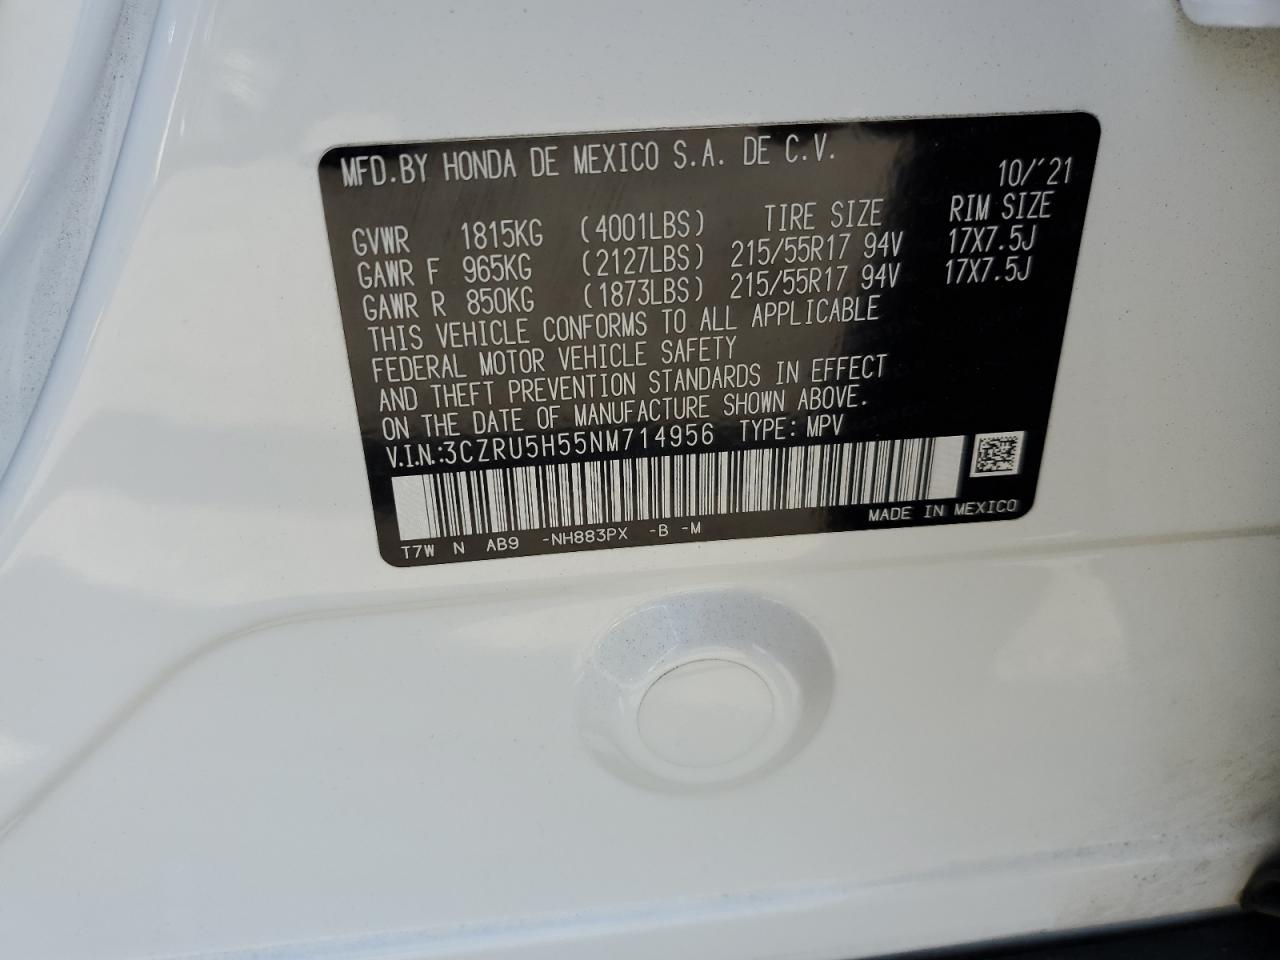 MFD.BY HONDA DE MEXICO S.A. DE C.V.
10/'21
GVWR 1815KG (4001LBS) TIRE SIZE RIM SIZE
GAWR F 965KG (2127LBS) 215/55R17 94V 17X7.5J
GAWR R 850KG (1873LBS) 215/55R17 94V 17X7.5J
THIS VEHICLE CONFORMS TO ALL APPLICABLE
FEDERAL MOTOR VEHICLE SAFETY
AND THEFT PREVENTION STANDARDS IN EFFECT
ON THE DATE OF MANUFACTURE SHOWN ABOVE.
V.I.N.:3CZRU5H55NM714956 TYPE: MPV
MADE IN MEXICO
T7W N AB9 -NH883PX -B -M